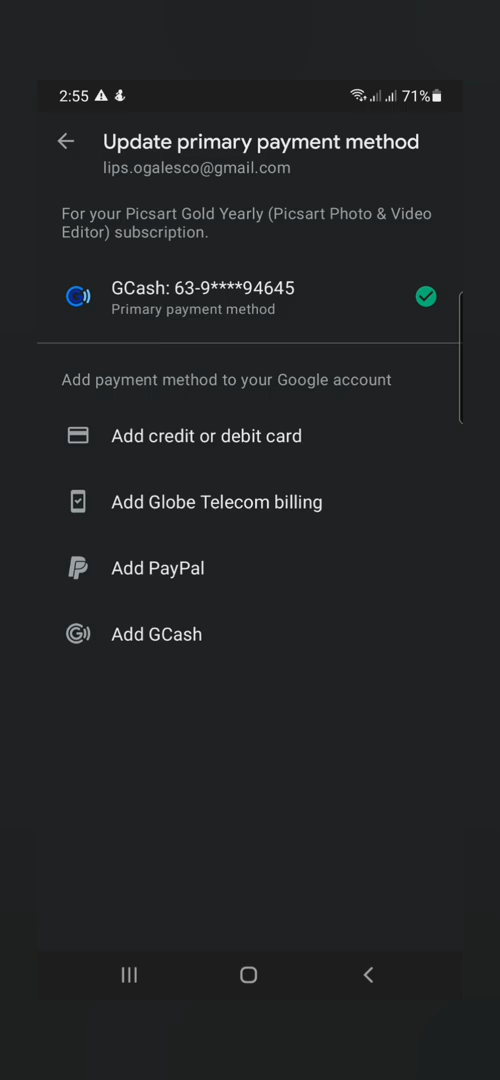 2:55
71%
Update primary payment method
lips.ogalesco@gmail.com
For your Picsart Gold Yearly (Picsart Photo & Video
Editor) subscription.
GCash: 63-9****94645
Primary payment method
Add payment method to your Google account
Add credit or debit card
Add Globe Telecom billing
Add PayPal
Add GCash